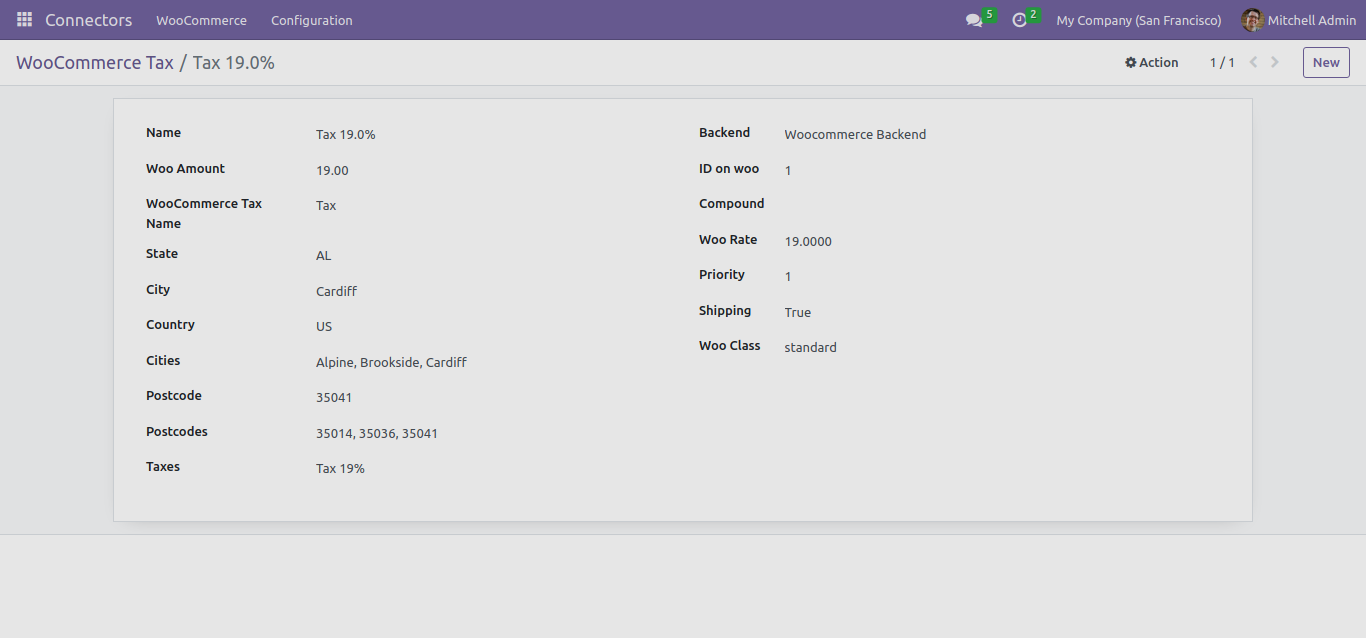 Connectors WooCommerce Configuration 5 2 My Company (San Francisco) Mitchell Admin
WooCommerce Tax / Tax 19.0% Action 1 / 1 New
Name Tax 19.0%
Woo Amount 19.00
WooCommerce Tax Name Tax
State AL
City Cardiff
Country US
Cities Alpine, Brookside, Cardiff
Postcode 35041
Postcodes 35014, 35036, 35041
Taxes Tax 19%
Backend Woocommerce Backend
ID on woo 1
Compound
Woo Rate 19.0000
Priority 1
Shipping True
Woo Class standard